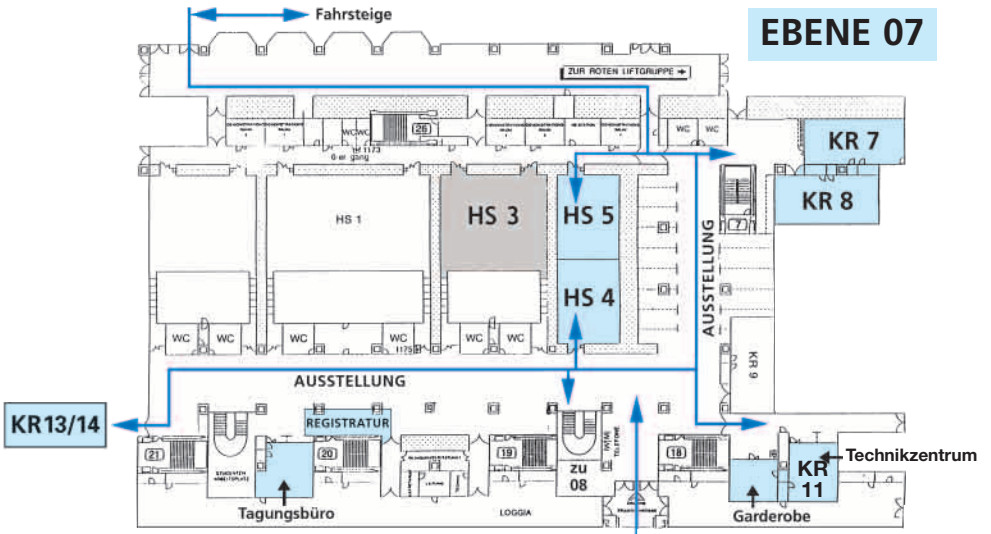 Fahrsteige
EBENE 07
ZUR ROTEN LIFTGRUPPE
WC WC
26
WC WC
KR 7
KR 8
HS 1
HS 3
HS 5
HS 4
7
AUSSTELLUNG
KR 9
WC WC
WC WC
WC WC
AUSSTELLUNG
KR13/14
REGISTRATUR
21
20
19
18
TELEFONE
zu
08
KR
11
Technikzentrum
Tagungsbüro
LOGGIA
Garderobe